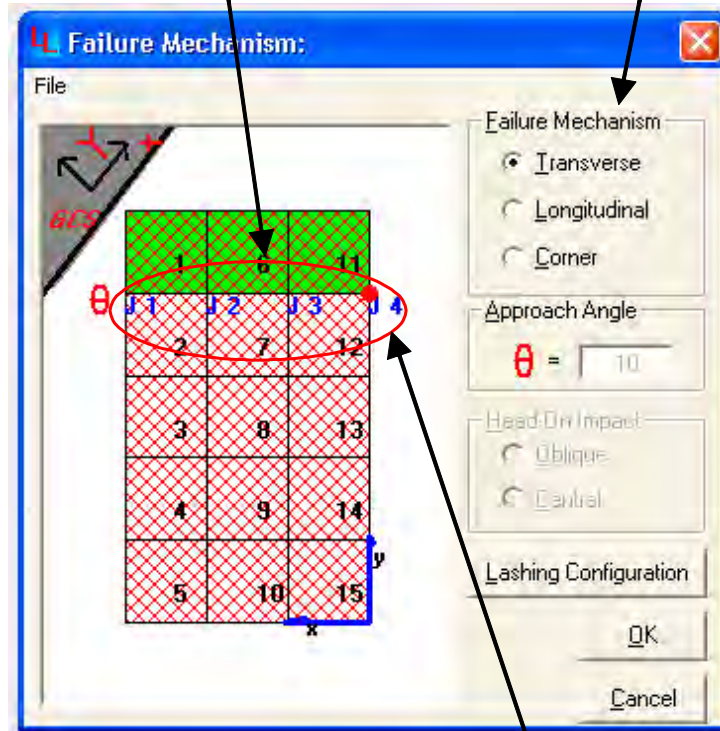 LL Failure Mechanism:
File
Failure Mechanism
Transverse
Longitudinal
Corner
Approach Angle
θ = 10
Head On Impact
Oblique
Central
Lashing Configuration
OK
Cancel
Y +
GCS
1 6 11
θ J 1 J 2 J 3 J 4
2 7 12
3 8 13
4 9 14
5 10 15
y
x